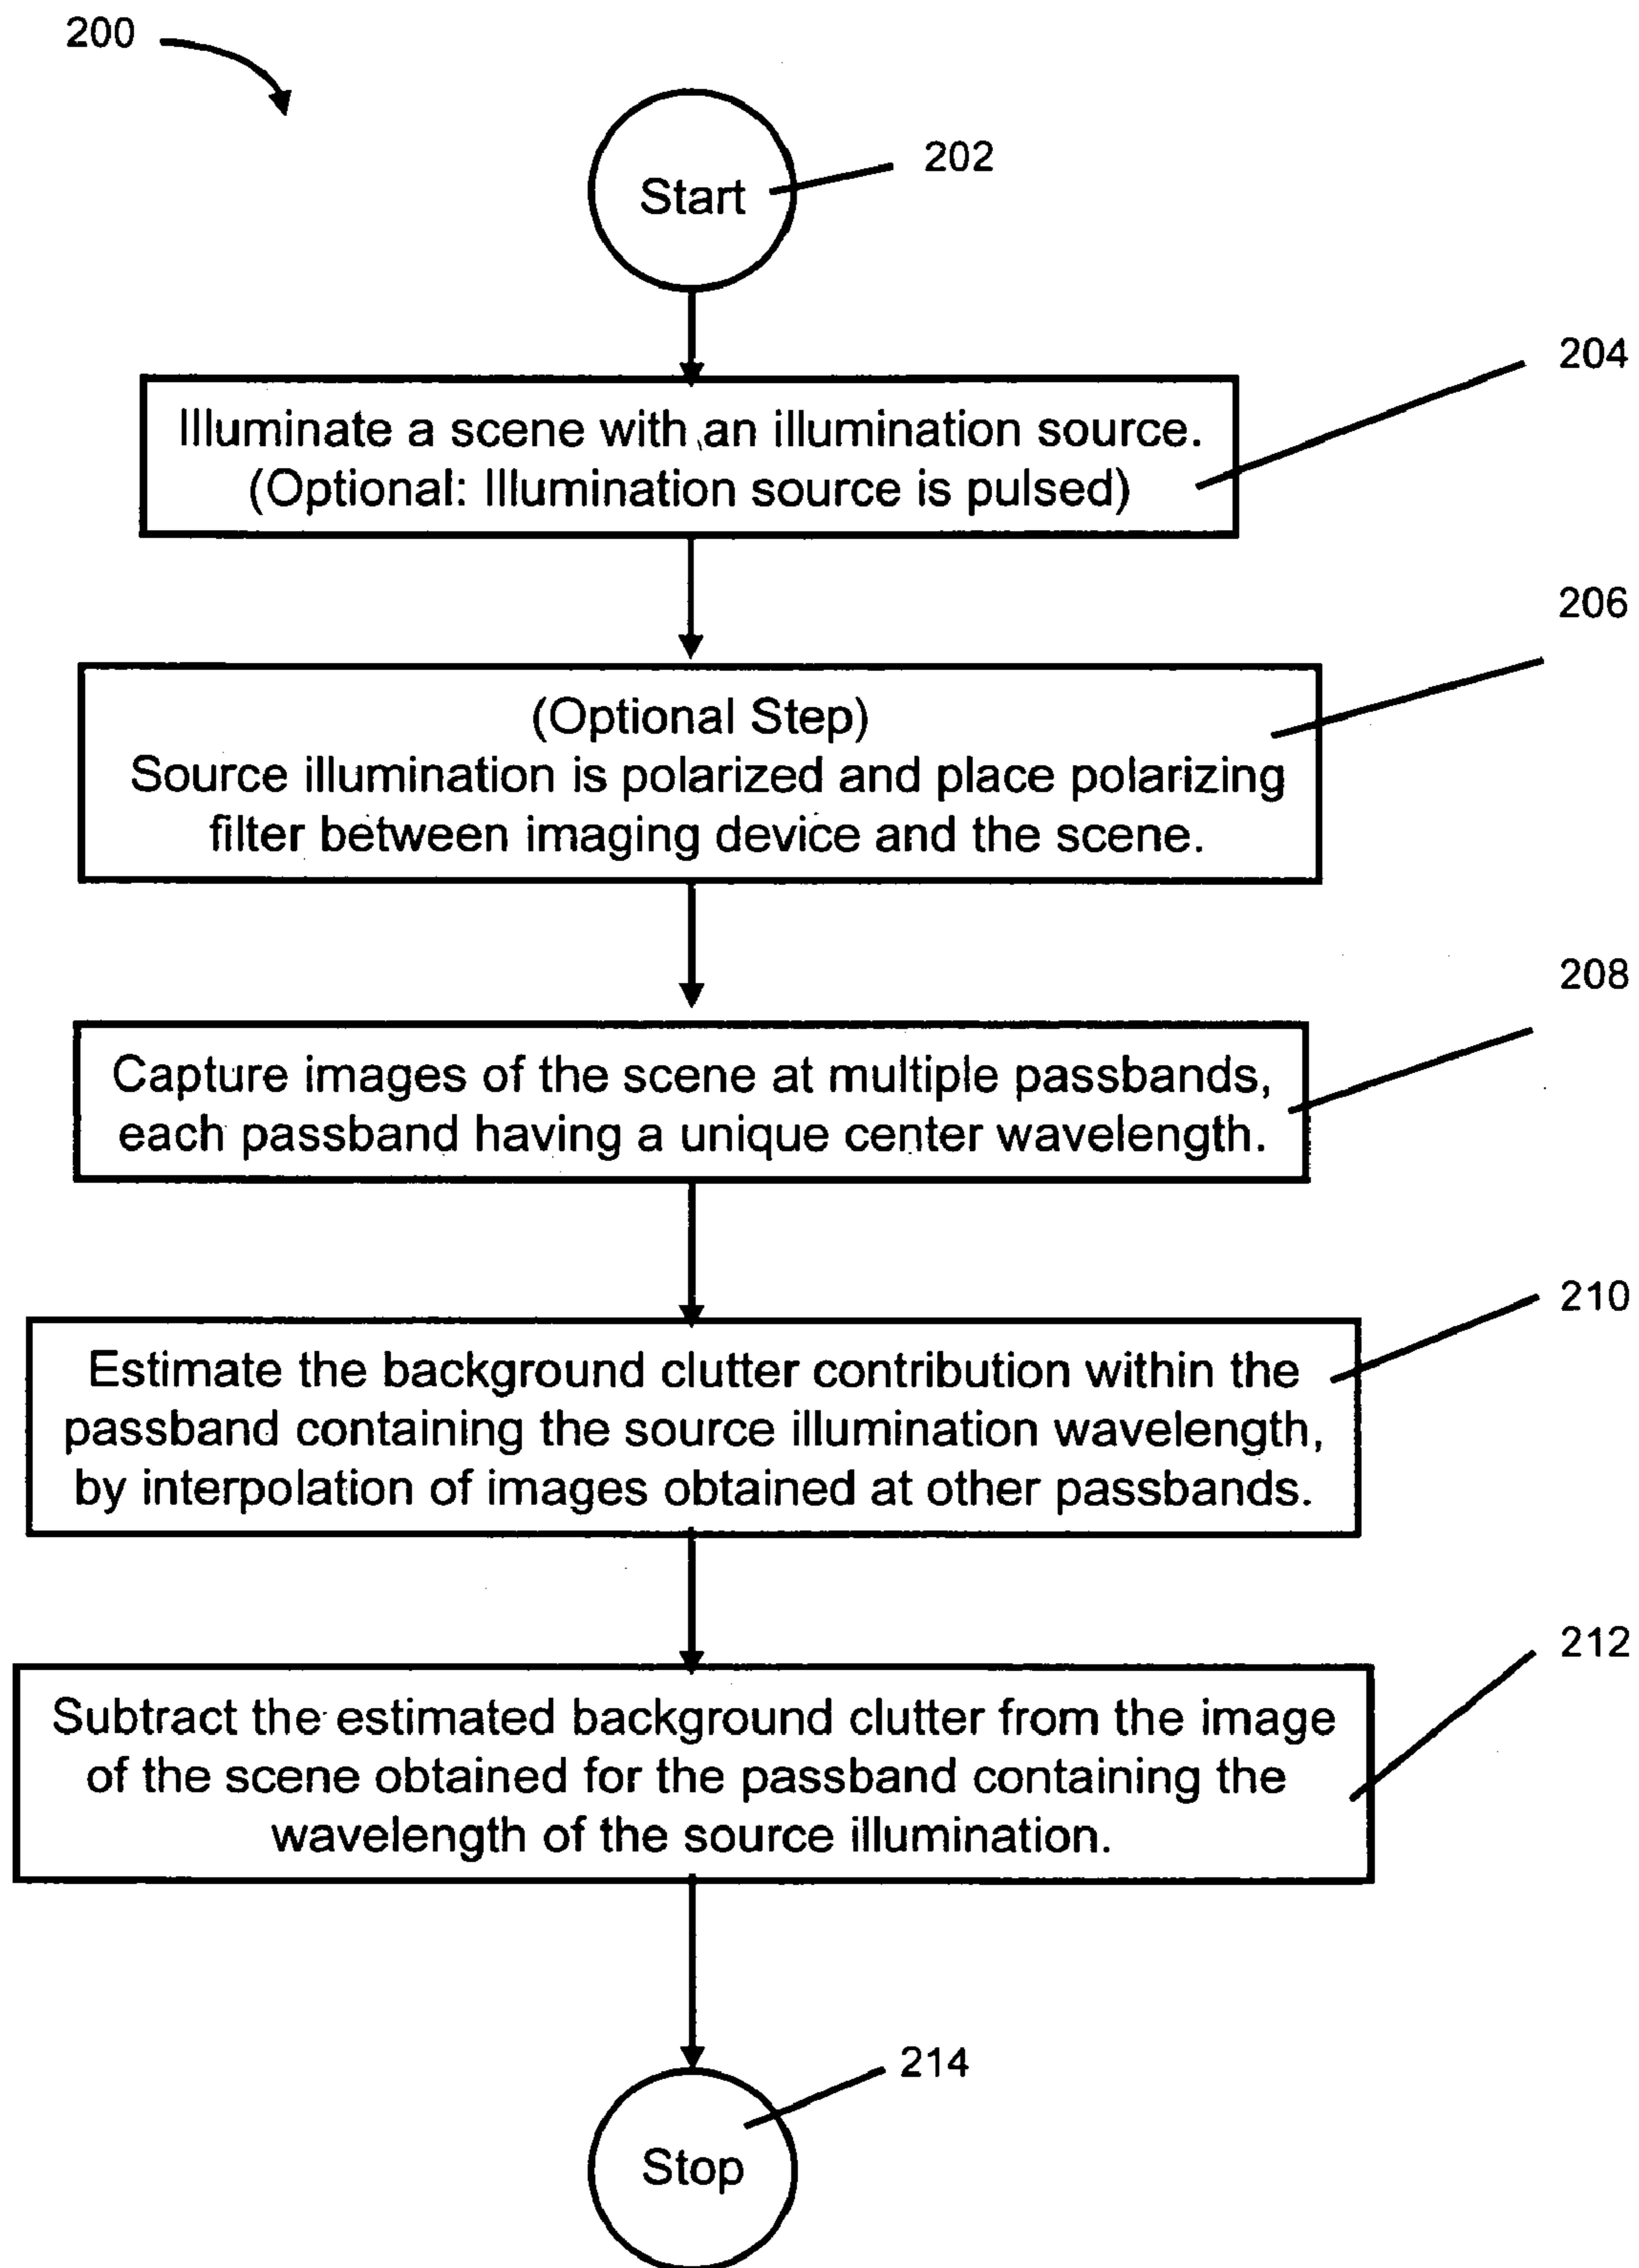 200
202
Start
204
Illuminate a scene with an illumination source.
(Optional: Illumination source is pulsed)
206
(Optional Step)
Source illumination is polarized and place polarizing
filter between imaging device and the scene.
208
Capture images of the scene at multiple passbands,
each passband having a unique center wavelength.
210
Estimate the background clutter contribution within the
passband containing the source illumination wavelength,
by interpolation of images obtained at other passbands.
212
Subtract the estimated background clutter from the image
of the scene obtained for the passband containing the
wavelength of the source illumination.
214
Stop